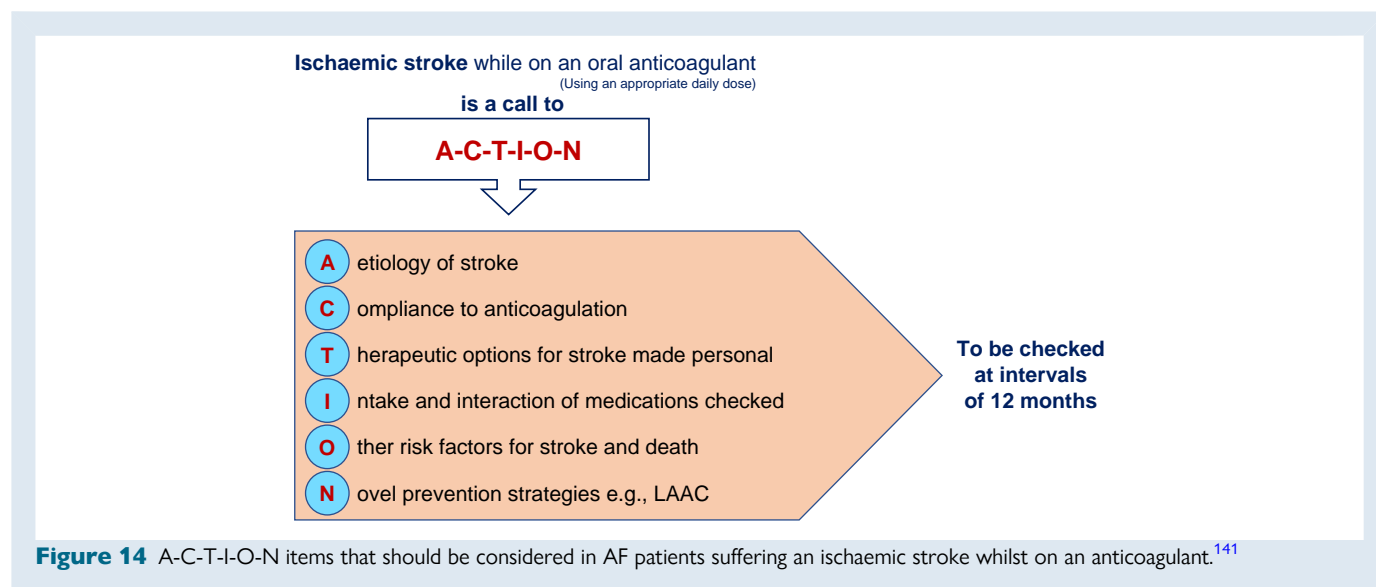 Ischaemic stroke while on an oral anticoagulant
(Using an appropriate daily dose)
is a call to
A-C-T-I-O-N
A etiology of stroke
C ompliance to anticoagulation
T herapeutic options for stroke made personal
I ntake and interaction of medications checked
O ther risk factors for stroke and death
N ovel prevention strategies e.g., LAAC
To be checked
at intervals
of 12 months
Figure 14 A-C-T-I-O-N items that should be considered in AF patients suffering an ischaemic stroke whilst on an anticoagulant.141